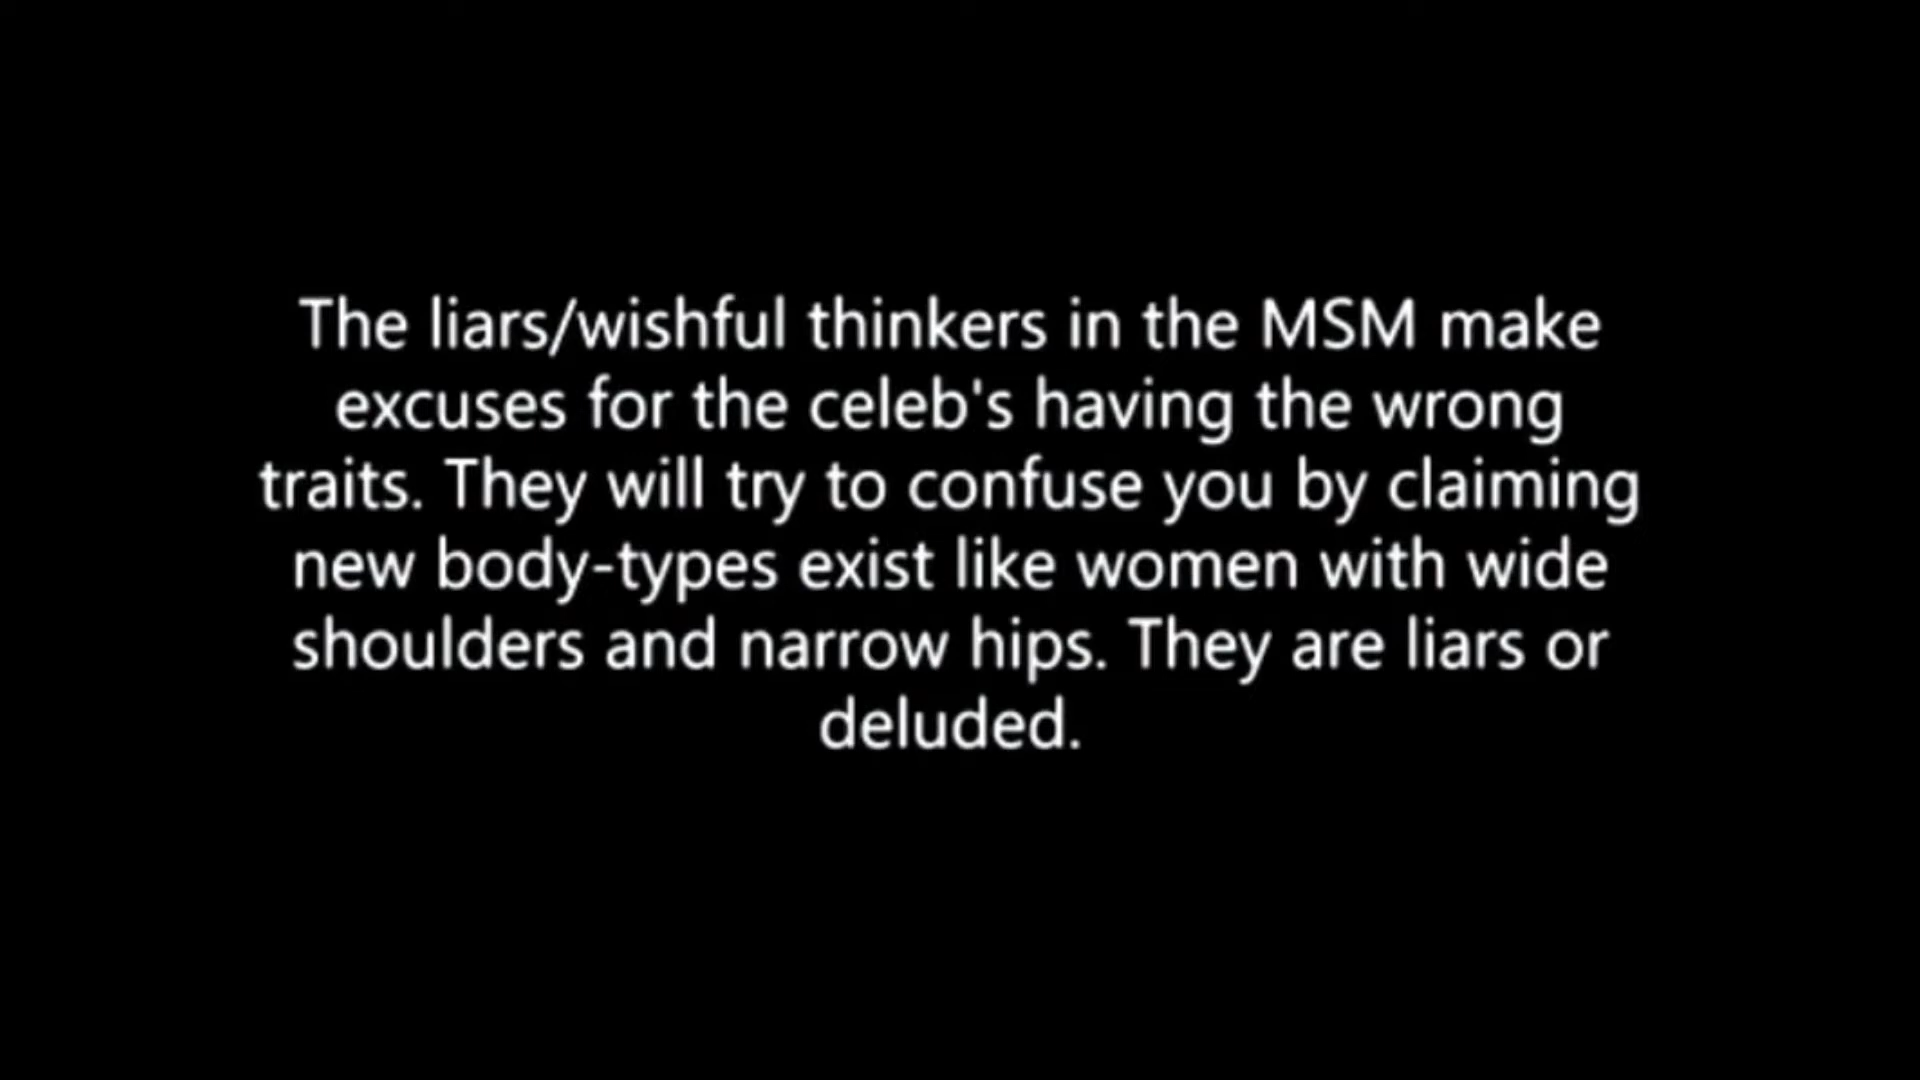 The liars/wishful thinkers in the MSM make
excuses for the celeb's having the wrong
traits. They will try to confuse you by claiming
new body-types exist like women with wide
shoulders and narrow hips. They are liars or
deluded.